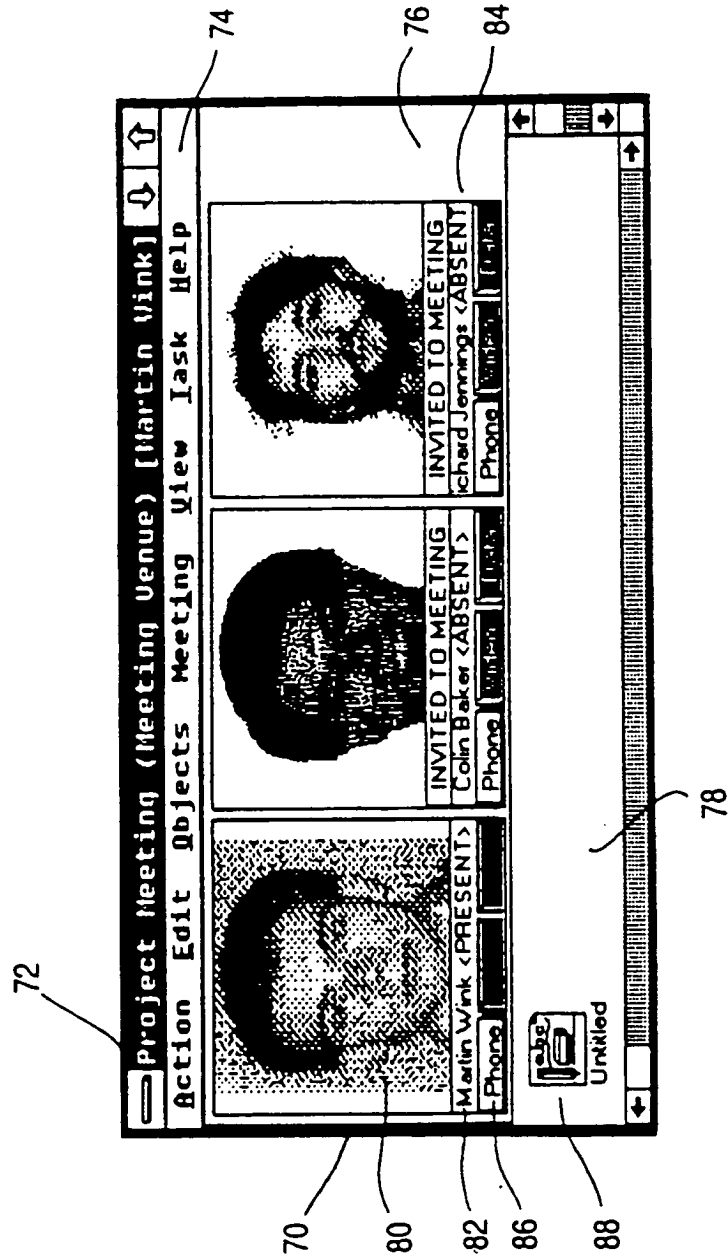 72
Project Meeting (Meeting Venue) [Martin Wink]
Action Edit Objects Meeting View Task Help
74
76
INVITED TO MEETING
INVITED TO MEETING
Martin Wink <PRESENT>
Colin Baker <ABSENT>
ichard Jennings <ABSENT
84
Phone
Phone
Phone
abc
Untitled
70
80
82
86
88
78